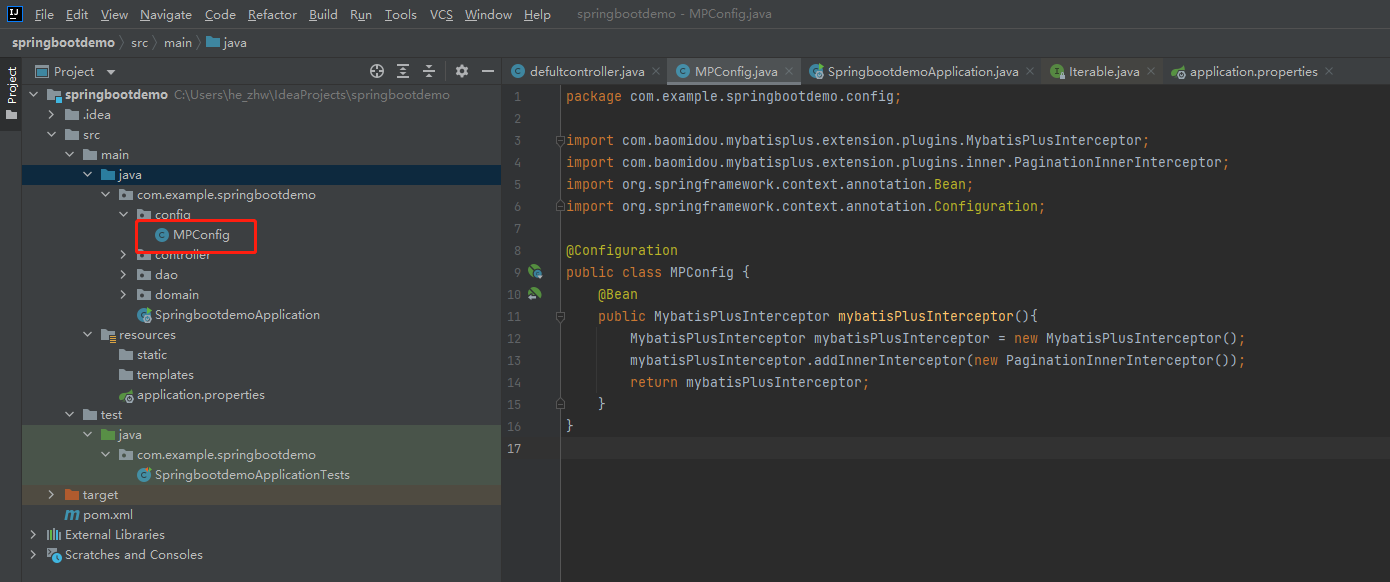 File Edit View Navigate Code Refactor Build Run Tools VCS Window Help springbootdemo - MPConfig.java
springbootdemo src main java
Project
Project
defultcontroller.java MPConfig.java SpringbootdemoApplication.java Iterable.java application.properties
springbootdemo C:\Users\he_zhw\IdeaProjects\springbootdemo
.idea
src
main
java
com.example.springbootdemo
config
MPConfig
controller
dao
domain
SpringbootdemoApplication
resources
static
templates
application.properties
test
java
com.example.springbootdemo
SpringbootdemoApplicationTests
target
pom.xml
External Libraries
Scratches and Consoles
1 package com.example.springbootdemo.config;
2
3 import com.baomidou.mybatisplus.extension.plugins.MybatisPlusInterceptor;
4 import com.baomidou.mybatisplus.extension.plugins.inner.PaginationInnerInterceptor;
5 import org.springframework.context.annotation.Bean;
6 import org.springframework.context.annotation.Configuration;
7
8 @Configuration
9 public class MPConfig {
10 @Bean
11 public MybatisPlusInterceptor mybatisPlusInterceptor(){
12 MybatisPlusInterceptor mybatisPlusInterceptor = new MybatisPlusInterceptor();
13 mybatisPlusInterceptor.addInnerInterceptor(new PaginationInnerInterceptor());
14 return mybatisPlusInterceptor;
15 }
16 }
17